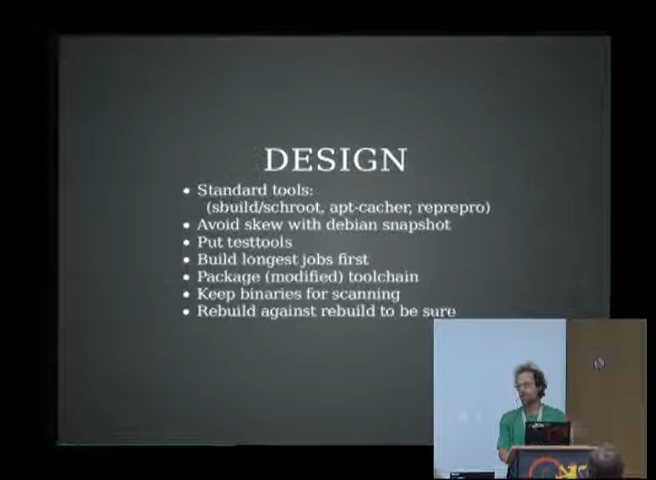 DESIGN
• Standard tools:
(sbuild/schroot, apt-cacher, reprepro)
• Avoid skew with debian snapshot
• Put testtools
• Build longest jobs first
• Package (modified) toolchain
• Keep binaries for scanning
• Rebuild against rebuild to be sure